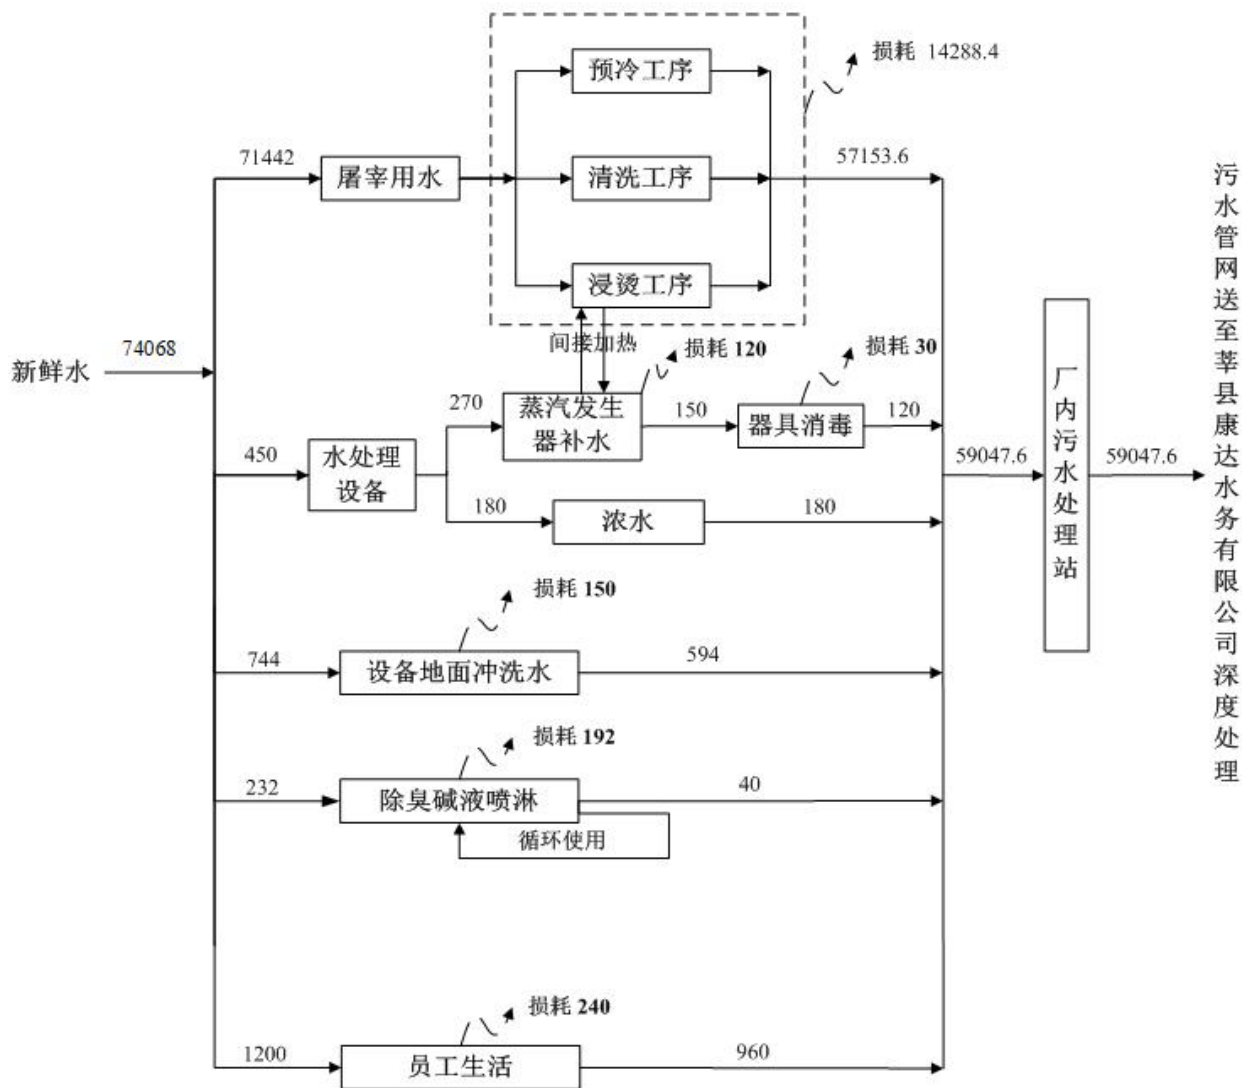 损耗 14288.4
预冷工序
71442
屠宰用水
清洗工序
57153.6
浸烫工序
间接加热
新鲜水
74068
损耗 120
损耗 30
270
蒸汽发生
器补水
150
器具消毒
120
450
水处理
设备
180
浓水
180
59047.6
厂内污水处理站
59047.6
污水管网送至莘县康达水务有限公司深度处理
损耗 150
744
设备地面冲洗水
594
损耗 192
232
除臭碱液喷淋
40
循环使用
损耗 240
1200
员工生活
960